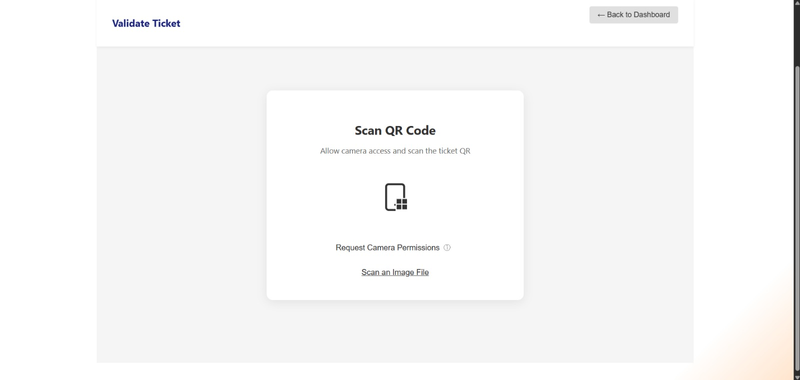 Validate Ticket
← Back to Dashboard
Scan QR Code
Allow camera access and scan the ticket QR
Request Camera Permissions
Scan an Image File